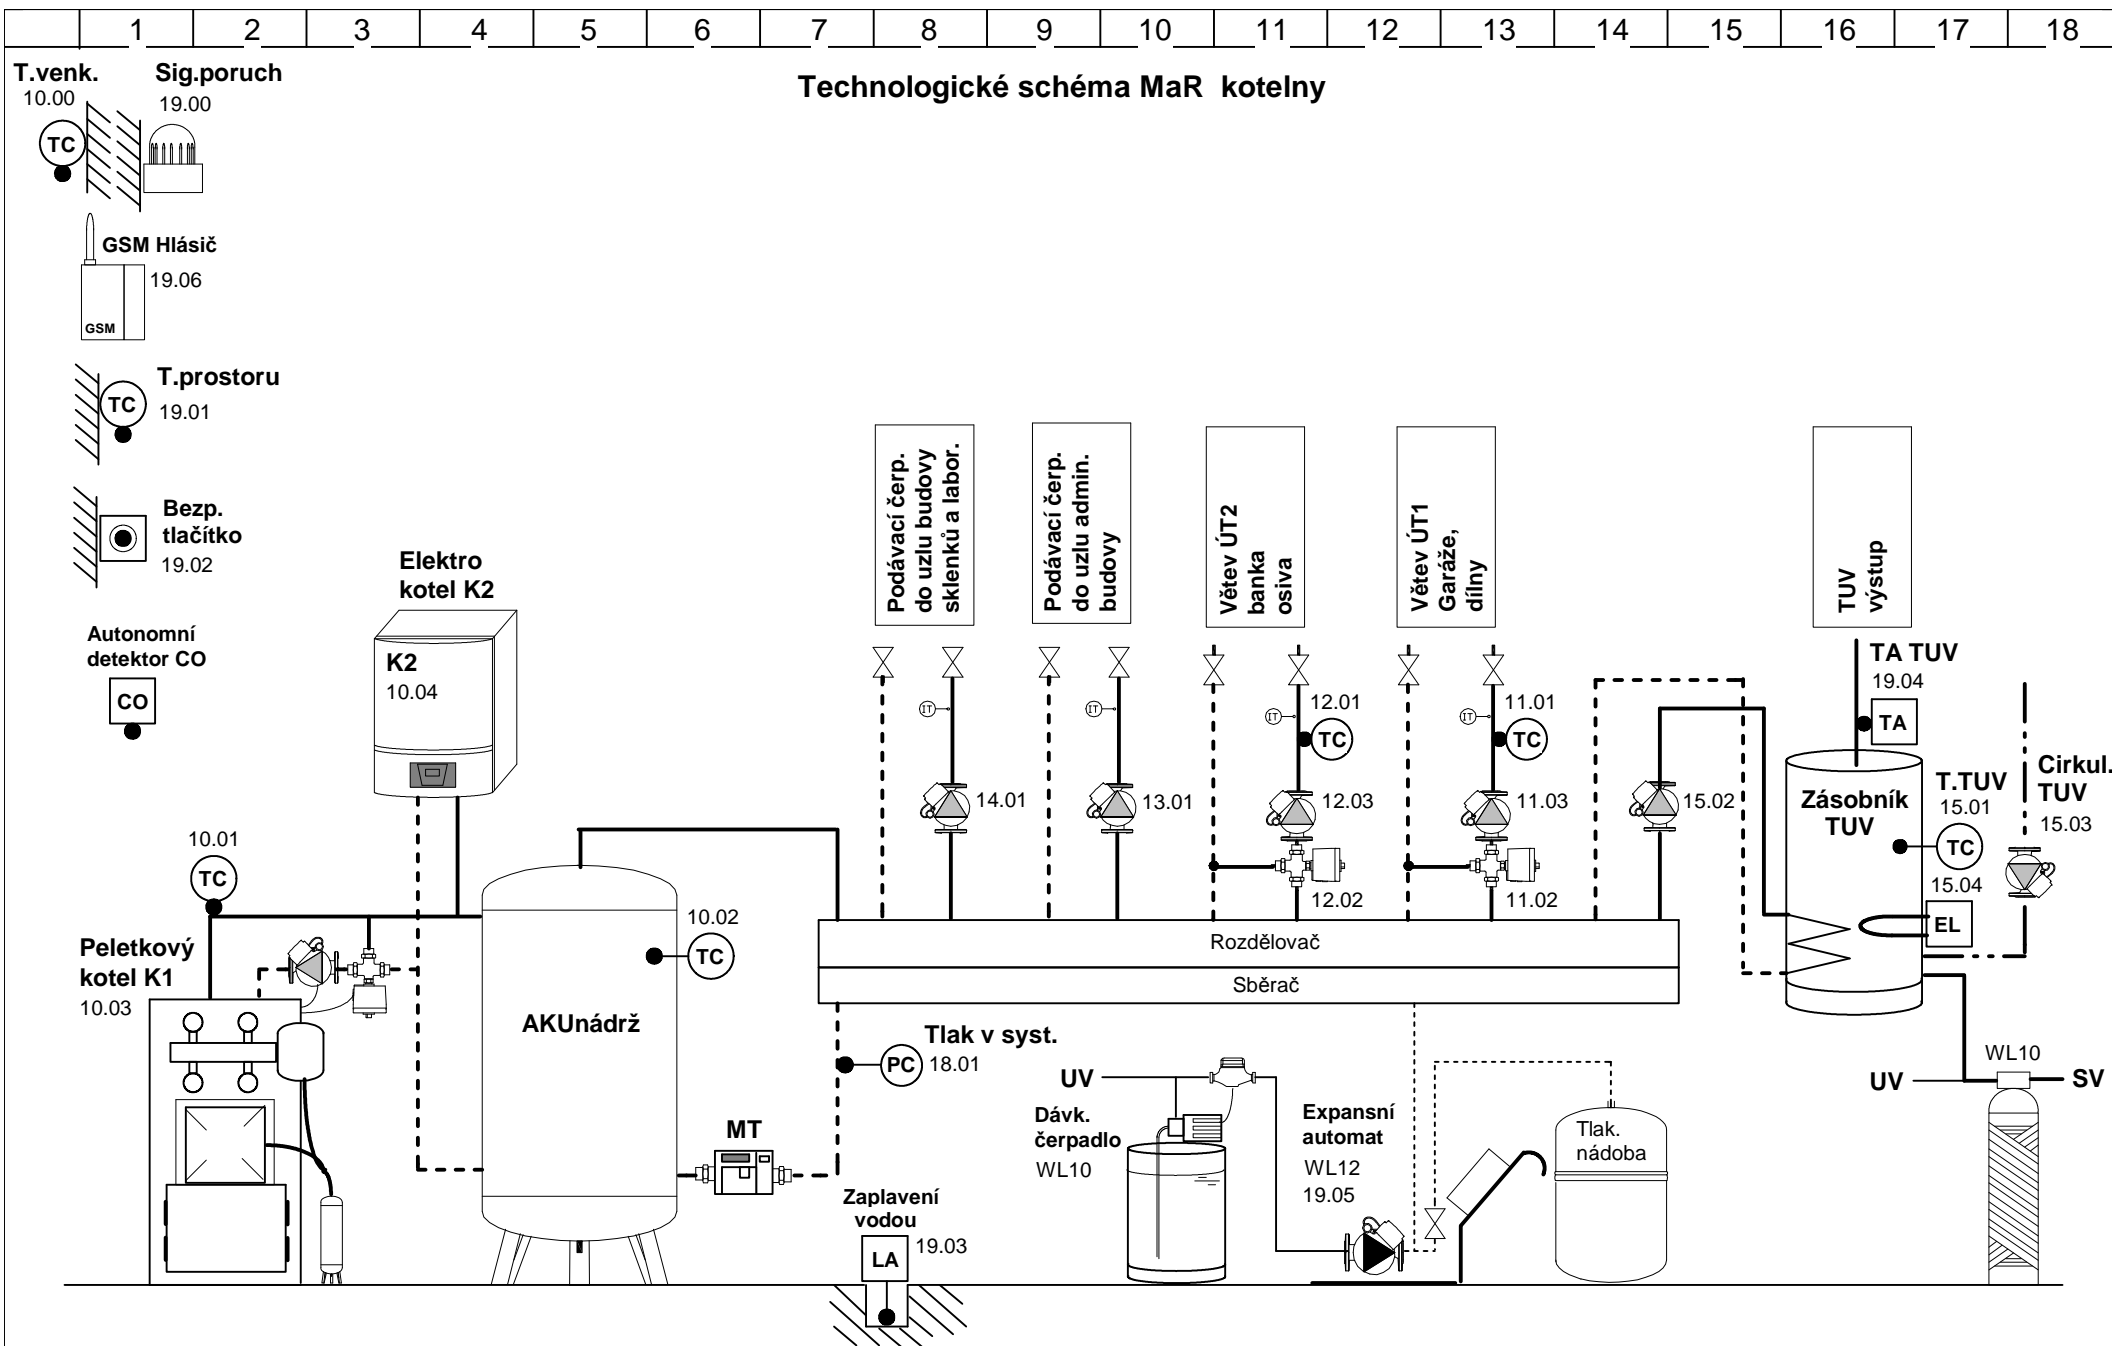 1 2 3 4 5 6 7 8 9 10 11 12 13 14 15 16 17 18
Technologické schéma MaR kotelny
T.venk.
10.00
TC
Sig.poruch
19.00
GSM Hlásič
19.06
GSM
T.prostoru
19.01
TC
Bezp.
tlačítko
19.02
Autonomní
detektor CO
CO
Elektro
kotel K2
K2
10.04
10.01
TC
Peletkový
kotel K1
10.03
AKUnádrž
10.02
TC
MT
Tlak v syst.
PC
18.01
Zaplavení
vodou
19.03
LA
Podávací čerp.
do uzlu budovy
sklenků a labor.
IT
14.01
Podávací čerp.
do uzlu admin.
budovy
IT
13.01
Větev ÚT2
banka
osiva
IT
12.01
TC
12.03
12.02
Větev ÚT1
Garáže,
dílny
IT
11.01
TC
11.03
11.02
15.02
Rozdělovač
Sběrač
TUV
výstup
TA TUV
19.04
TA
Zásobník
TUV
T.TUV
15.01
TC
15.04
EL
Cirkul.
TUV
15.03
UV
Dávk.
čerpadlo
WL10
Expansní
automat
WL12
19.05
Tlak.
nádoba
WL10
UV
SV